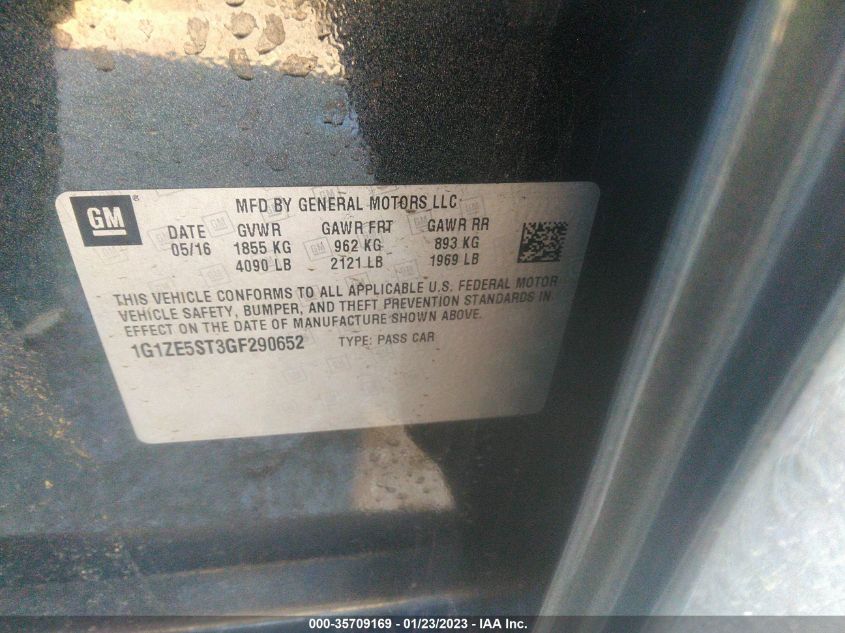 GM
MFD BY GENERAL MOTORS LLC
DATE GVWR GAWR FRT GAWR RR
05/16 1855 KG 962 KG 893 KG
4090 LB 2121 LB 1969 LB
THIS VEHICLE CONFORMS TO ALL APPLICABLE U.S. FEDERAL MOTOR
VEHICLE SAFETY, BUMPER, AND THEFT PREVENTION STANDARDS IN
EFFECT ON THE DATE OF MANUFACTURE SHOWN ABOVE.
1G1ZE5ST3GF290652 TYPE: PASS CAR
000-35709169 - 01/23/2023 - IAA Inc.